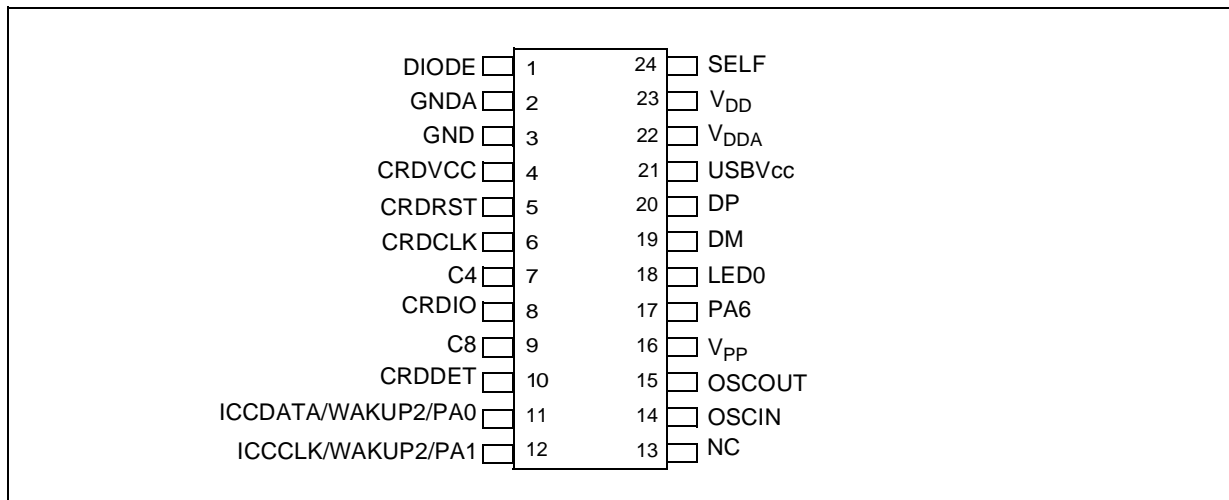 DIODE 1 24 SELF
GNDA 2 23 VDD
GND 3 22 VDDA
CRDVCC 4 21 USBVcc
CRDRST 5 20 DP
CRDCLK 6 19 DM
C4 7 18 LED0
CRDIO 8 17 PA6
C8 9 16 VPP
CRDDET 10 15 OSCOUT
ICCDATA/WAKUP2/PA0 11 14 OSCIN
ICCCLK/WAKUP2/PA1 12 13 NC